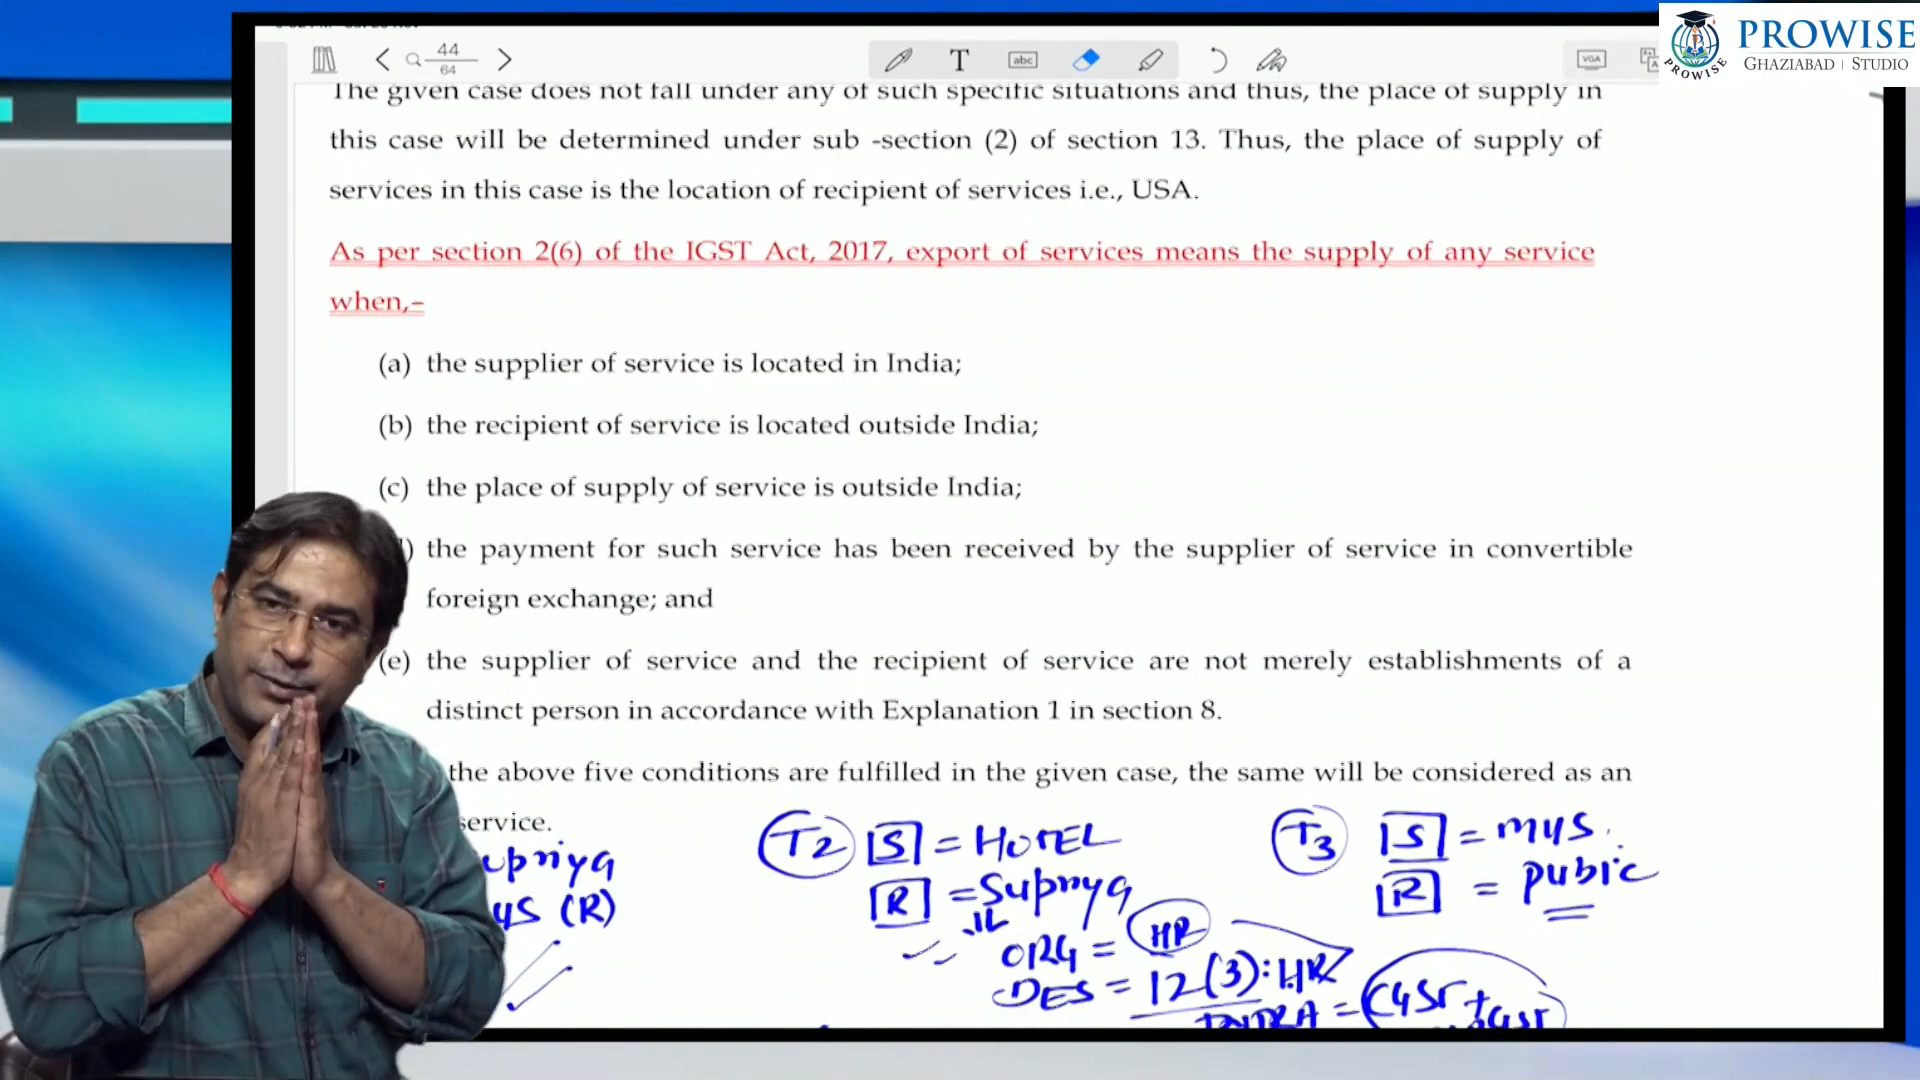 PROWISE
GHAZIABAD | STUDIO
PROWISE
44
64
T
abc
VGA
The given case does not fall under any of such specific situations and thus, the place of supply in
this case will be determined under sub -section (2) of section 13. Thus, the place of supply of
services in this case is the location of recipient of services i.e., USA.
As per section 2(6) of the IGST Act, 2017, export of services means the supply of any service
when,–
(a) the supplier of service is located in India;
(b) the recipient of service is located outside India;
(c) the place of supply of service is outside India;
) the payment for such service has been received by the supplier of service in convertible
foreign exchange; and
(e) the supplier of service and the recipient of service are not merely establishments of a
distinct person in accordance with Explanation 1 in section 8.
the above five conditions are fulfilled in the given case, the same will be considered as an
service.
upriya
ys (R)
T2 S = HOTEL
R = Supriya
ORG = HR
DES = 12(3): HR
T3 S = mys.
R = public
= CGST +